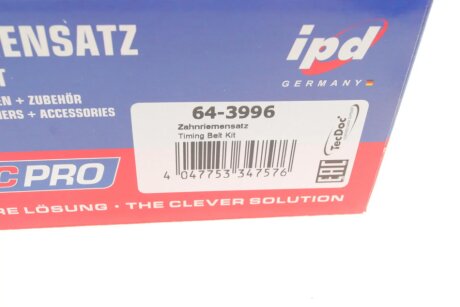 ENSATZ
T
EN + ZUBEHÖR
ERS + ACCESSORIES
ipd
GERMANY
64-3996
Zahnriemensatz
Timing Belt Kit
4 047753 347576
TecDoc
EAC
C PRO
RE LÖSUNG • THE CLEVER SOLUTION